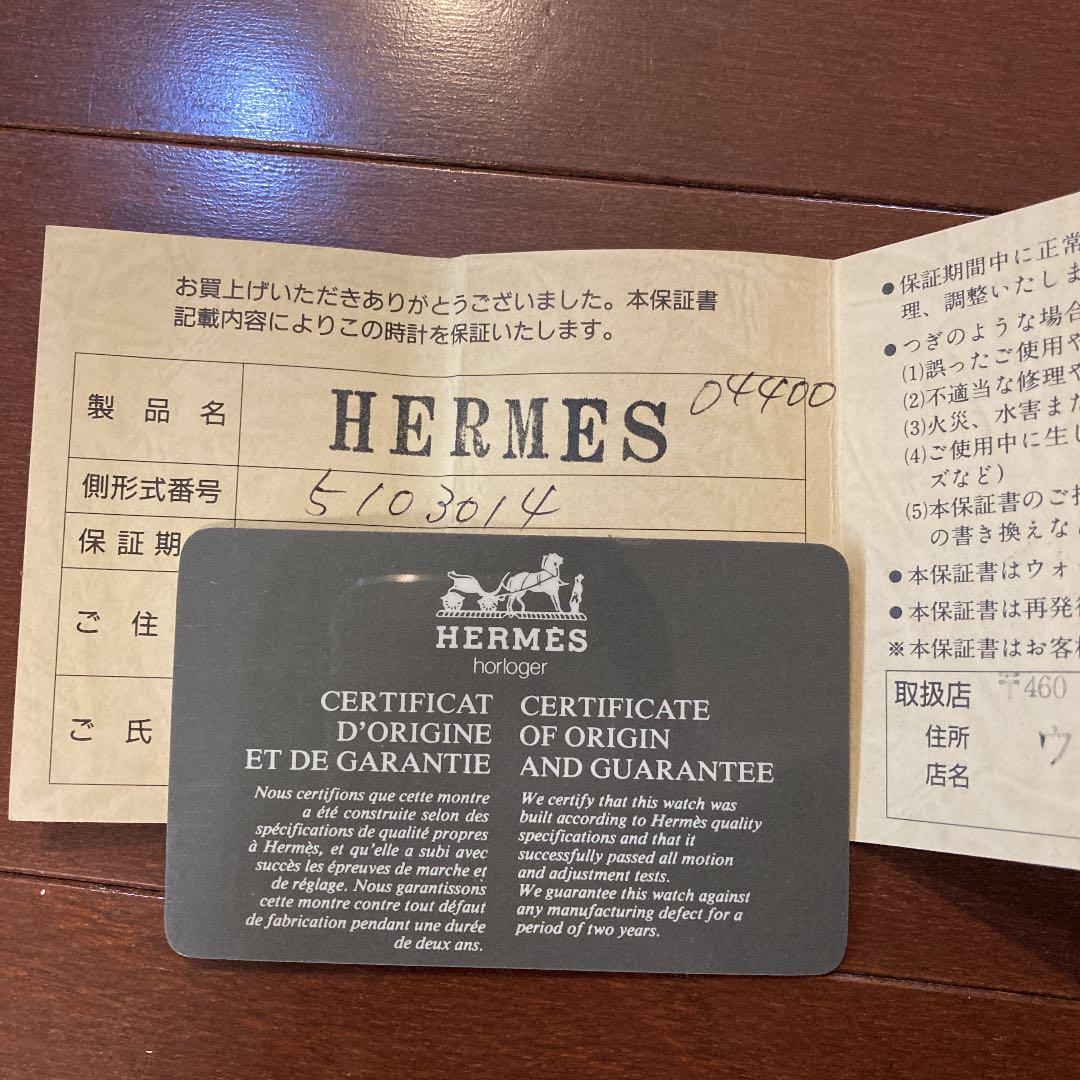 お買上げいただきありがとうございました。本保証書
記載内容によりこの時計を保証いたします。
製品名 HERMES 04400
側形式番号 5103014
保証期
ご住
ご氏
●保証期間中に正常
理、調整いたしま
●つぎのような場合
(1)誤ったご使用や
(2)不適当な修理や
(3)火災、水害また
(4)ご使用中に生じ
ズなど)
(5)本保証書のご提
の書き換えな
●本保証書はウォ
●本保証書は再発行
※本保証書はお客様
取扱店 〒460
住所 ウ
店名
HERMÈS
horloger
CERTIFICAT
D'ORIGINE
ET DE GARANTIE
Nous certifions que cette montre
a été construite selon des
spécifications de qualité propres
à Hermès, et qu'elle a subi avec
succès les épreuves de marche et
de réglage. Nous garantissons
cette montre contre tout défaut
de fabrication pendant une durée
de deux ans.
CERTIFICATE
OF ORIGIN
AND GUARANTEE
We certify that this watch was
built according to Hermès quality
specifications and that it
successfully passed all motion
and adjustment tests.
We guarantee this watch against
any manufacturing defect for a
period of two years.